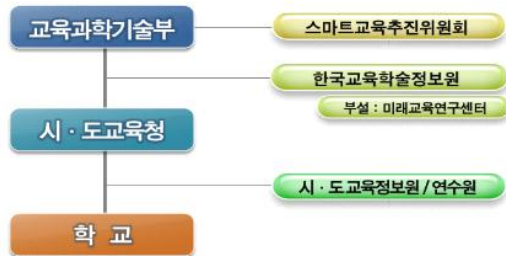 교육과학기술부
스마트교육추진위원회
한국교육학술정보원
부설 : 미래교육연구센터
시 · 도교육청
시 · 도교육정보원 / 연수원
학 교